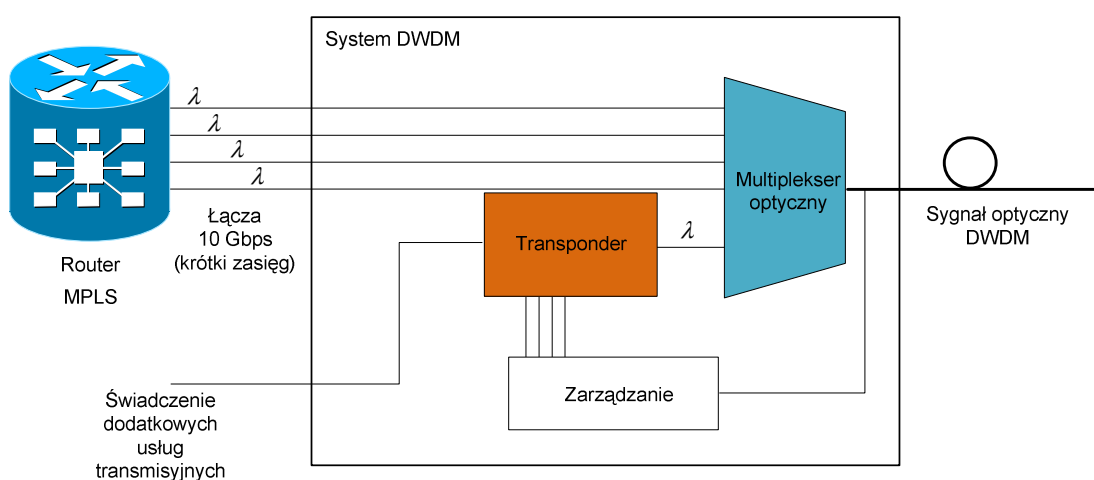 System DWDM
λ
λ
λ
λ
Łącza
10 Gbps
(krótki zasięg)
Router
MPLS
Transponder
λ
Multiplekser
optyczny
Sygnał optyczny
DWDM
Zarządzanie
Świadczenie
dodatkowych
usług
transmisyjnych